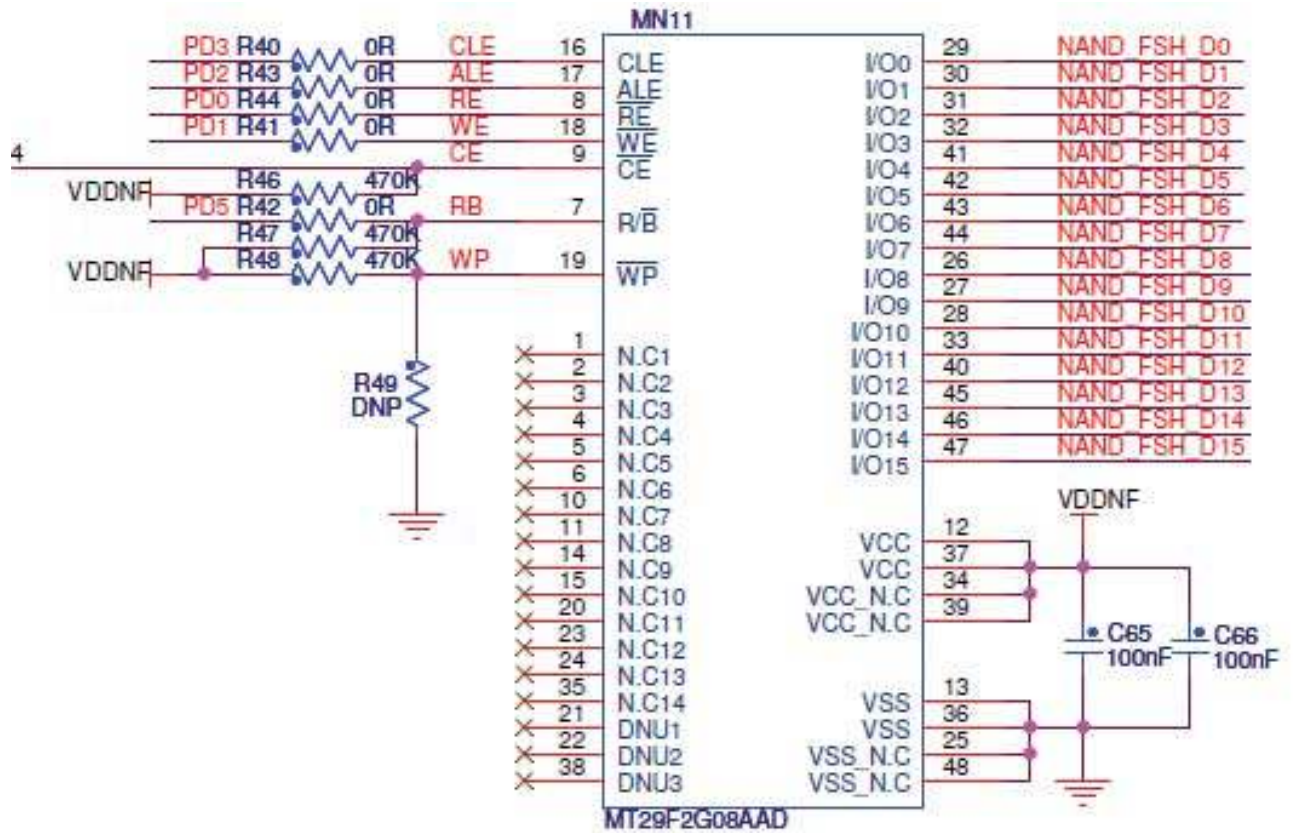 MN11
PD3 R40 0R CLE 16 CLE I/O0 29 NAND_FSH_D0
PD2 R43 0R ALE 17 ALE I/O1 30 NAND_FSH_D1
PD0 R44 0R RE 8 RE I/O2 31 NAND_FSH_D2
PD1 R41 0R WE 18 WE I/O3 32 NAND_FSH_D3
4 CE 9 CE I/O4 41 NAND_FSH_D4
VDDNF R46 470K I/O5 42 NAND_FSH_D5
PD5 R42 0R RB 7 R/B I/O6 43 NAND_FSH_D6
R47 470K I/O7 44 NAND_FSH_D7
VDDNF R48 470K WP 19 WP I/O8 26 NAND_FSH_D8
I/O9 27 NAND_FSH_D9
I/O10 28 NAND_FSH_D10
1 N.C1 I/O11 33 NAND_FSH_D11
2 N.C2 I/O12 40 NAND_FSH_D12
R49 3 N.C3 I/O13 45 NAND_FSH_D13
DNP 4 N.C4 I/O14 46 NAND_FSH_D14
5 N.C5 I/O15 47 NAND_FSH_D15
6 N.C6
10 N.C7 VDDNF
11 N.C8 VCC 12
14 N.C9 VCC 37
15 N.C10 VCC_N.C 34
20 N.C11 VCC_N.C 39
23 N.C12 C65 C66
24 N.C13 100nF 100nF
35 N.C14 VSS 13
21 DNU1 VSS 36
22 DNU2 VSS_N.C 25
38 DNU3 VSS_N.C 48
MT29F2G08AAD